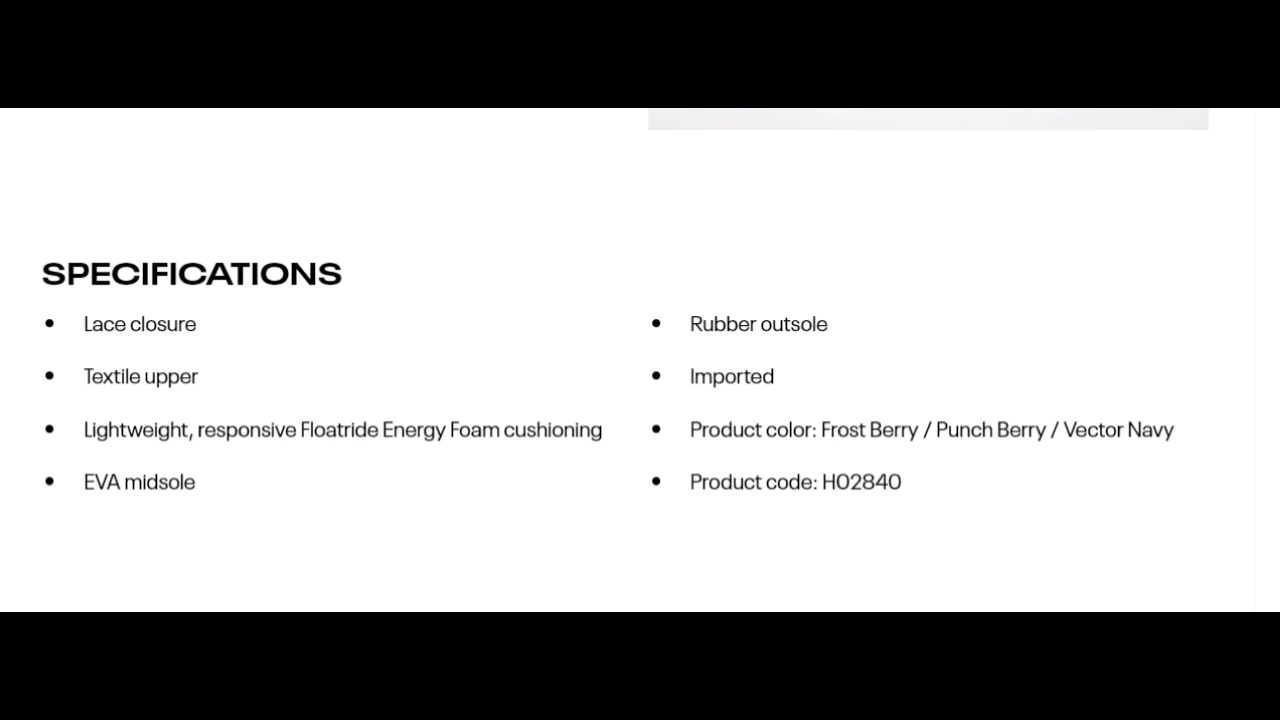 SPECIFICATIONS
• Lace closure
• Textile upper
• Lightweight, responsive Floatride Energy Foam cushioning
• EVA midsole
• Rubber outsole
• Imported
• Product color: Frost Berry / Punch Berry / Vector Navy
• Product code: H02840